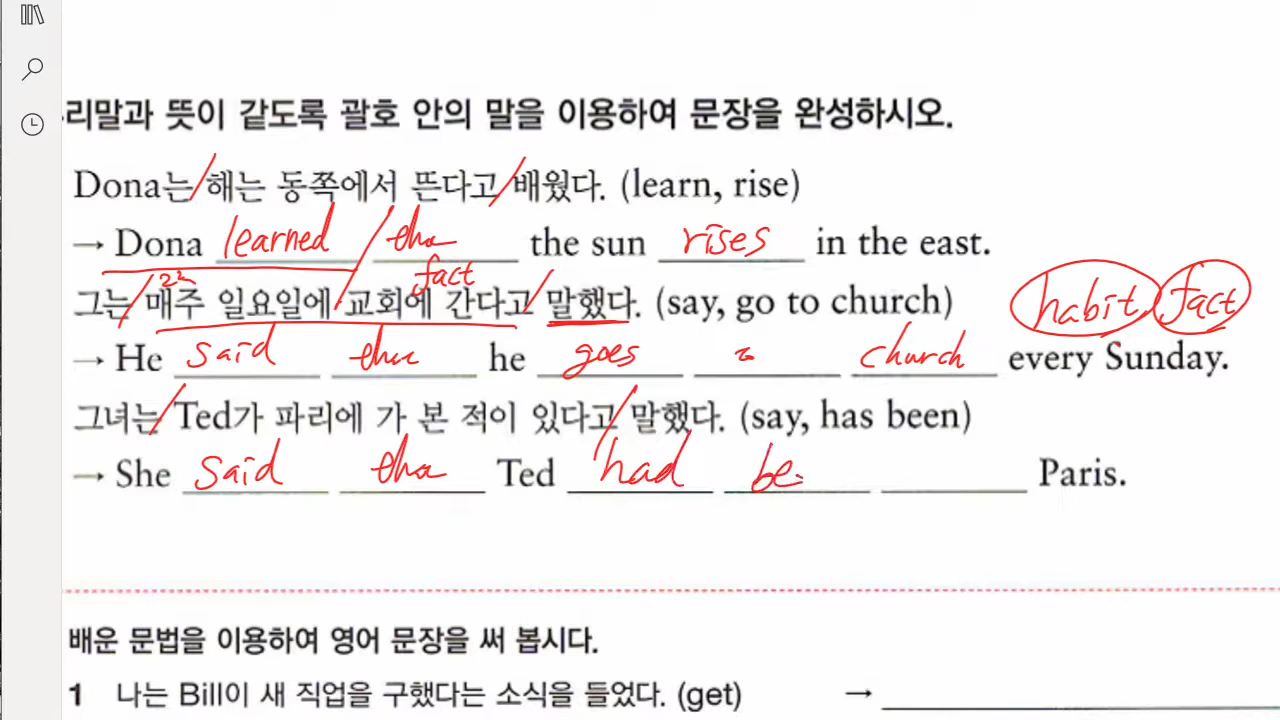 리말과 뜻이 같도록 괄호 안의 말을 이용하여 문장을 완성하시오.
Dona는 해는 동쪽에서 뜬다고 배웠다. (learn, rise)
→ Dona learned tha the sun rises in the east.
fact
그는 매주 일요일에 교회에 간다고 말했다. (say, go to church) habit fact
→ He said tha he goes to church every Sunday.
그녀는 Ted가 파리에 가 본 적이 있다고 말했다. (say, has been)
→ She said tha Ted had be Paris.
배운 문법을 이용하여 영어 문장을 써 봅시다.
1 나는 Bill이 새 직업을 구했다는 소식을 들었다. (get) →